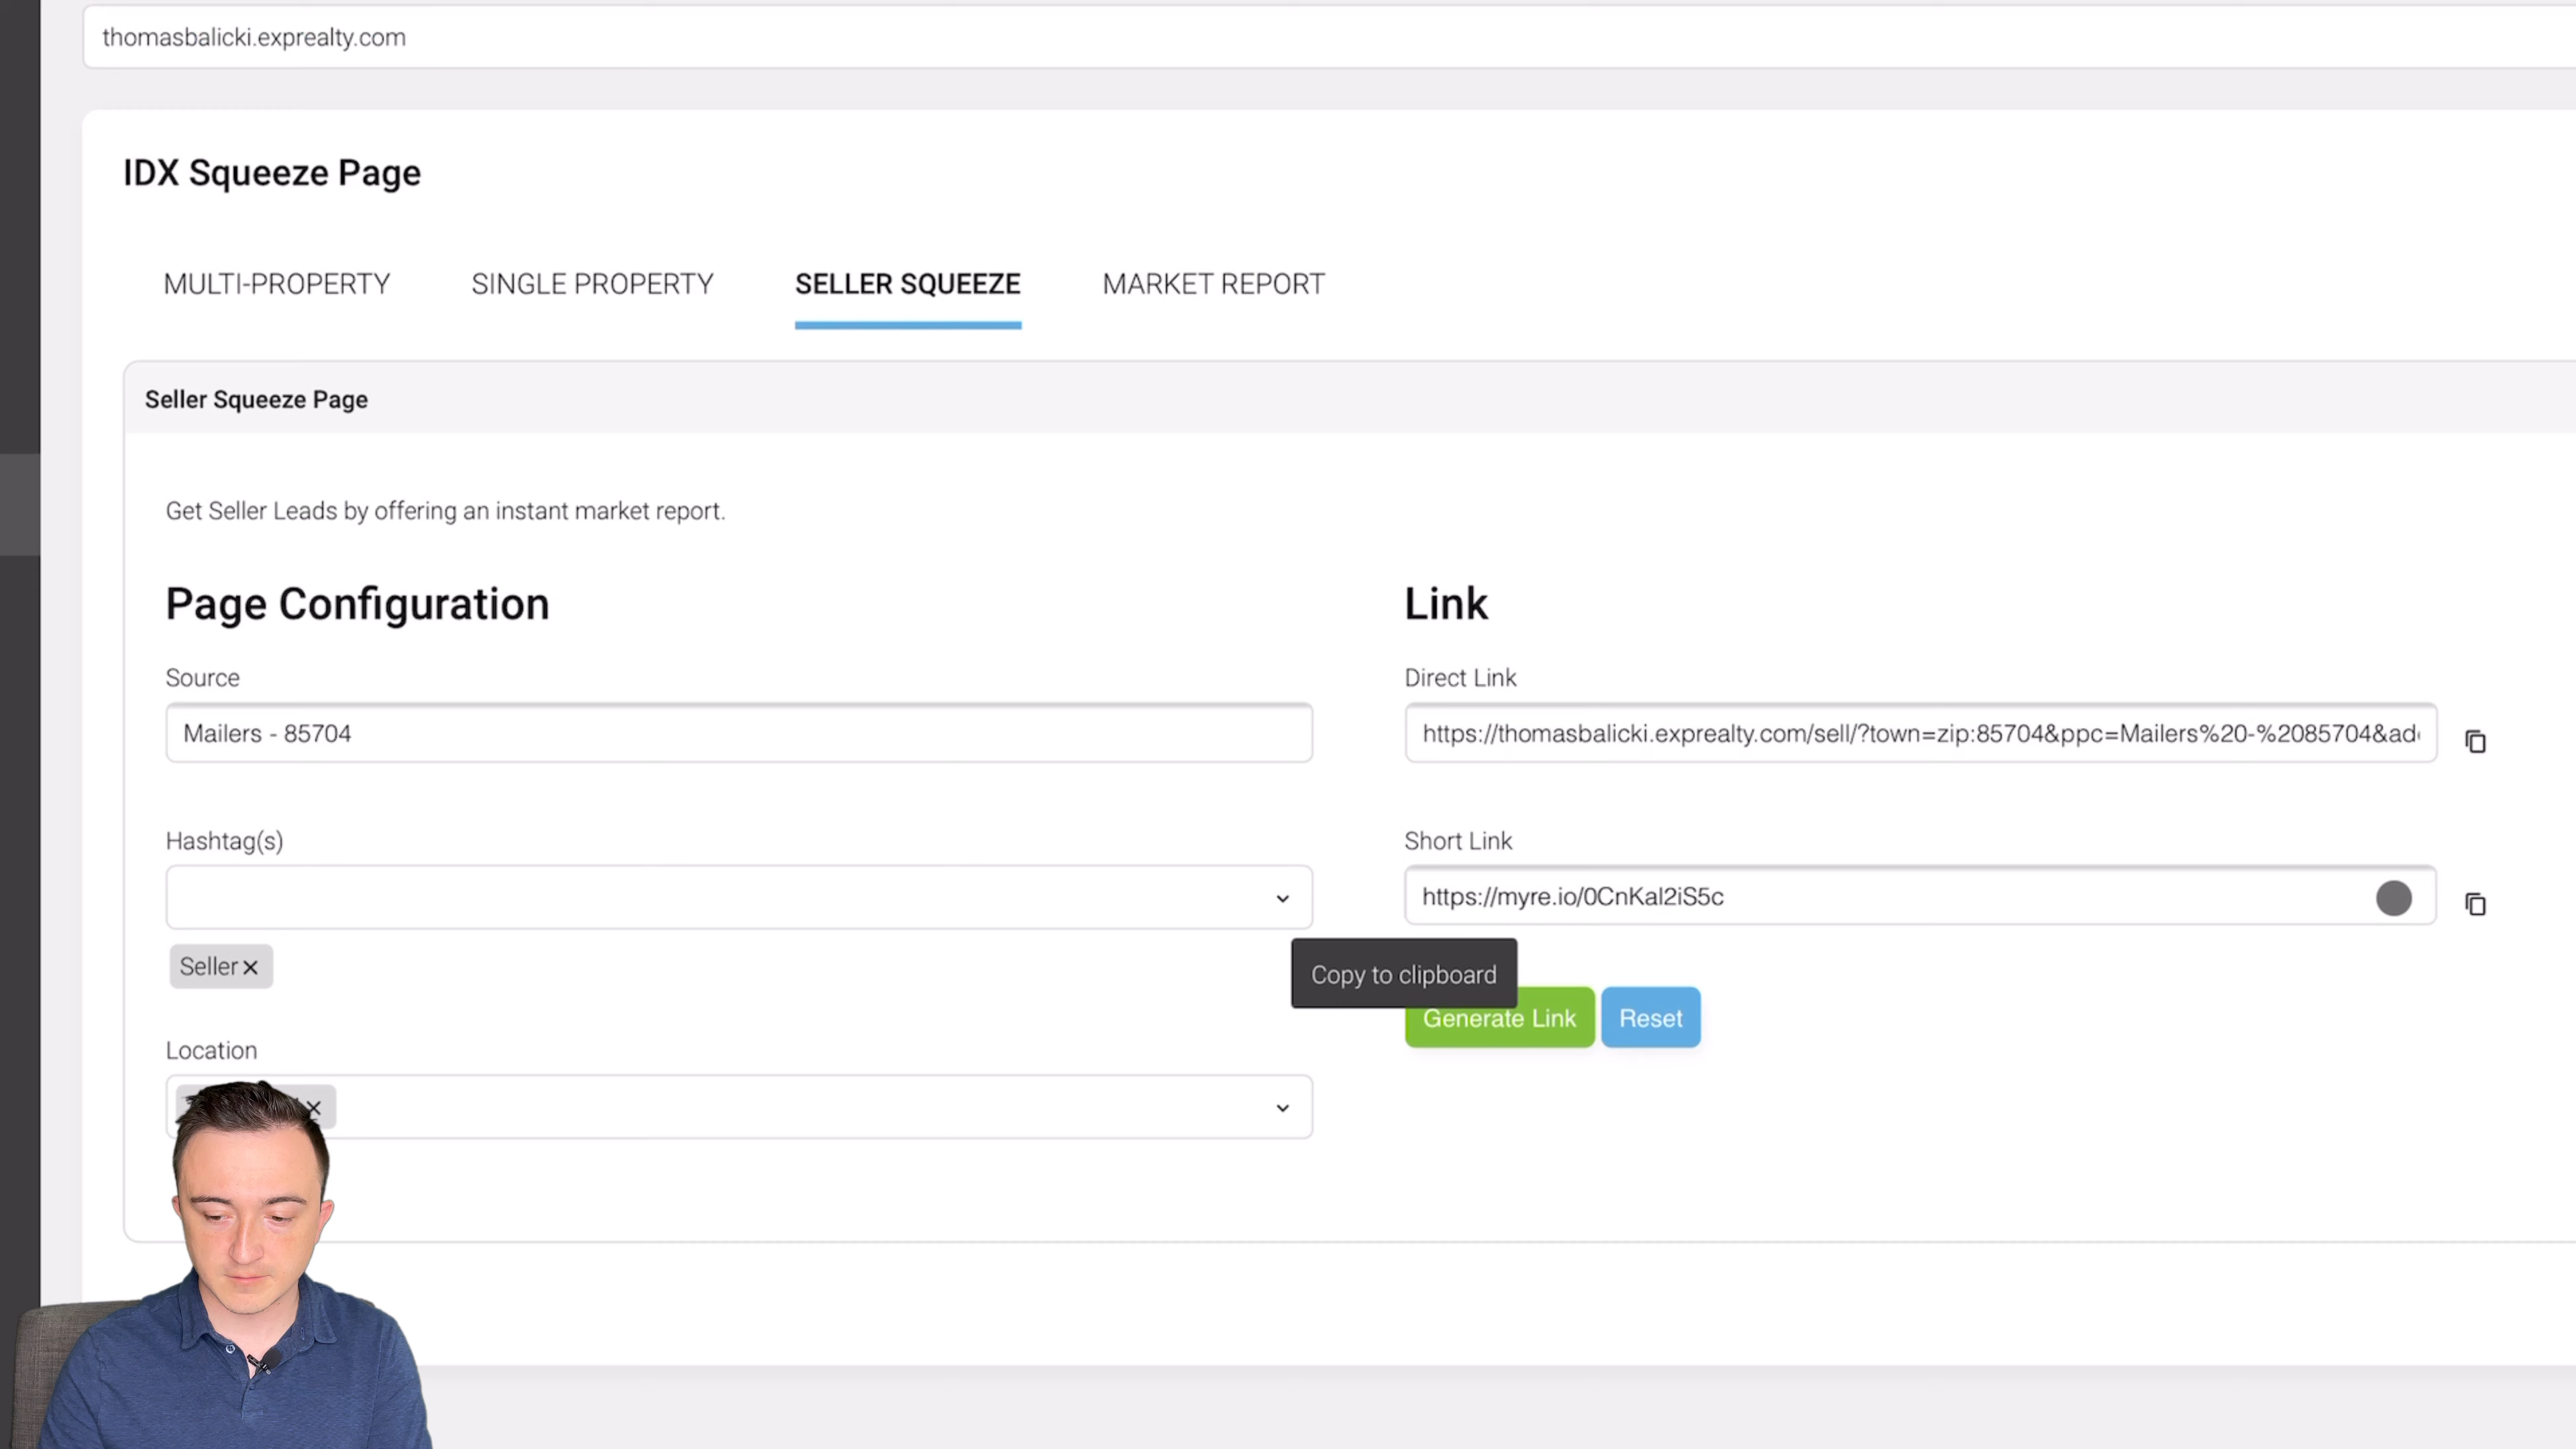 thomasbalicki.exprealty.com
IDX Squeeze Page
MULTI-PROPERTY SINGLE PROPERTY SELLER SQUEEZE MARKET REPORT
Seller Squeeze Page
Get Seller Leads by offering an instant market report.
Page Configuration
Source
Mailers - 85704
Hashtag(s)
Seller
Location
Link
Direct Link
https://thomasbalicki.exprealty.com/sell/?town=zip:85704&ppc=Mailers%20-%2085704&ad
Short Link
https://myre.io/0CnKal2iS5c
Copy to clipboard
Generate Link Reset